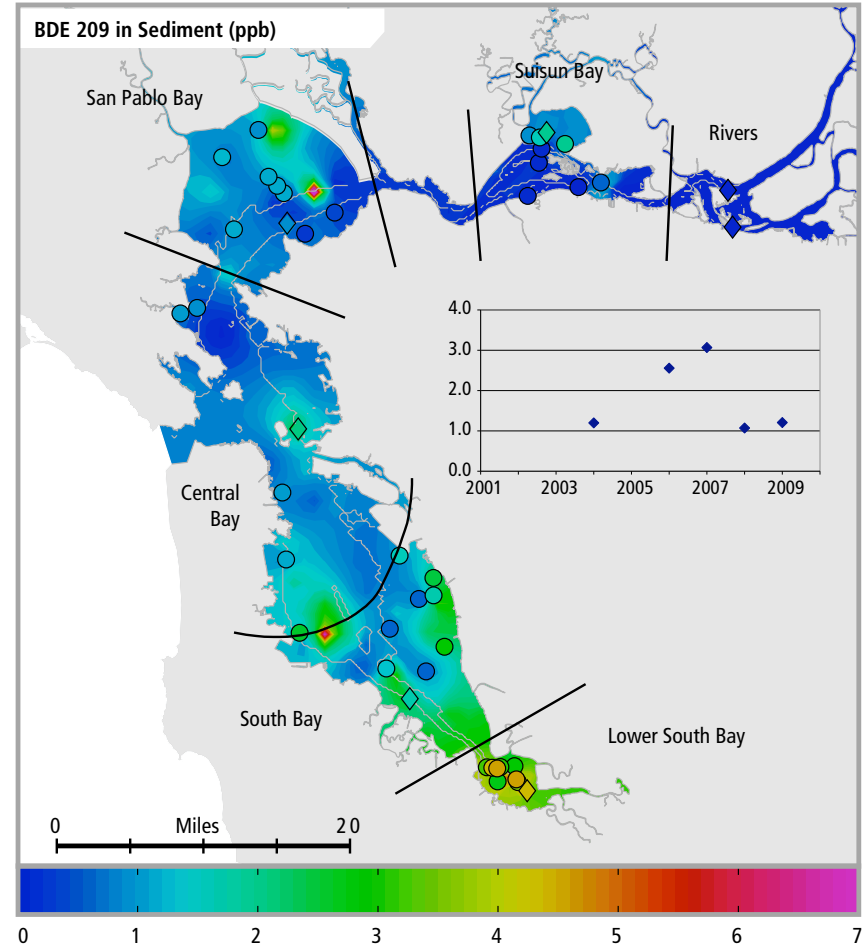 BDE 209 in Sediment (ppb)
San Pablo Bay
Suisun Bay
Rivers
4.0
3.0
2.0
1.0
0.0
2001 2003 2005 2007 2009
Central
Bay
South Bay
Lower South Bay
0 Miles 20
0 1 2 3 4 5 6 7